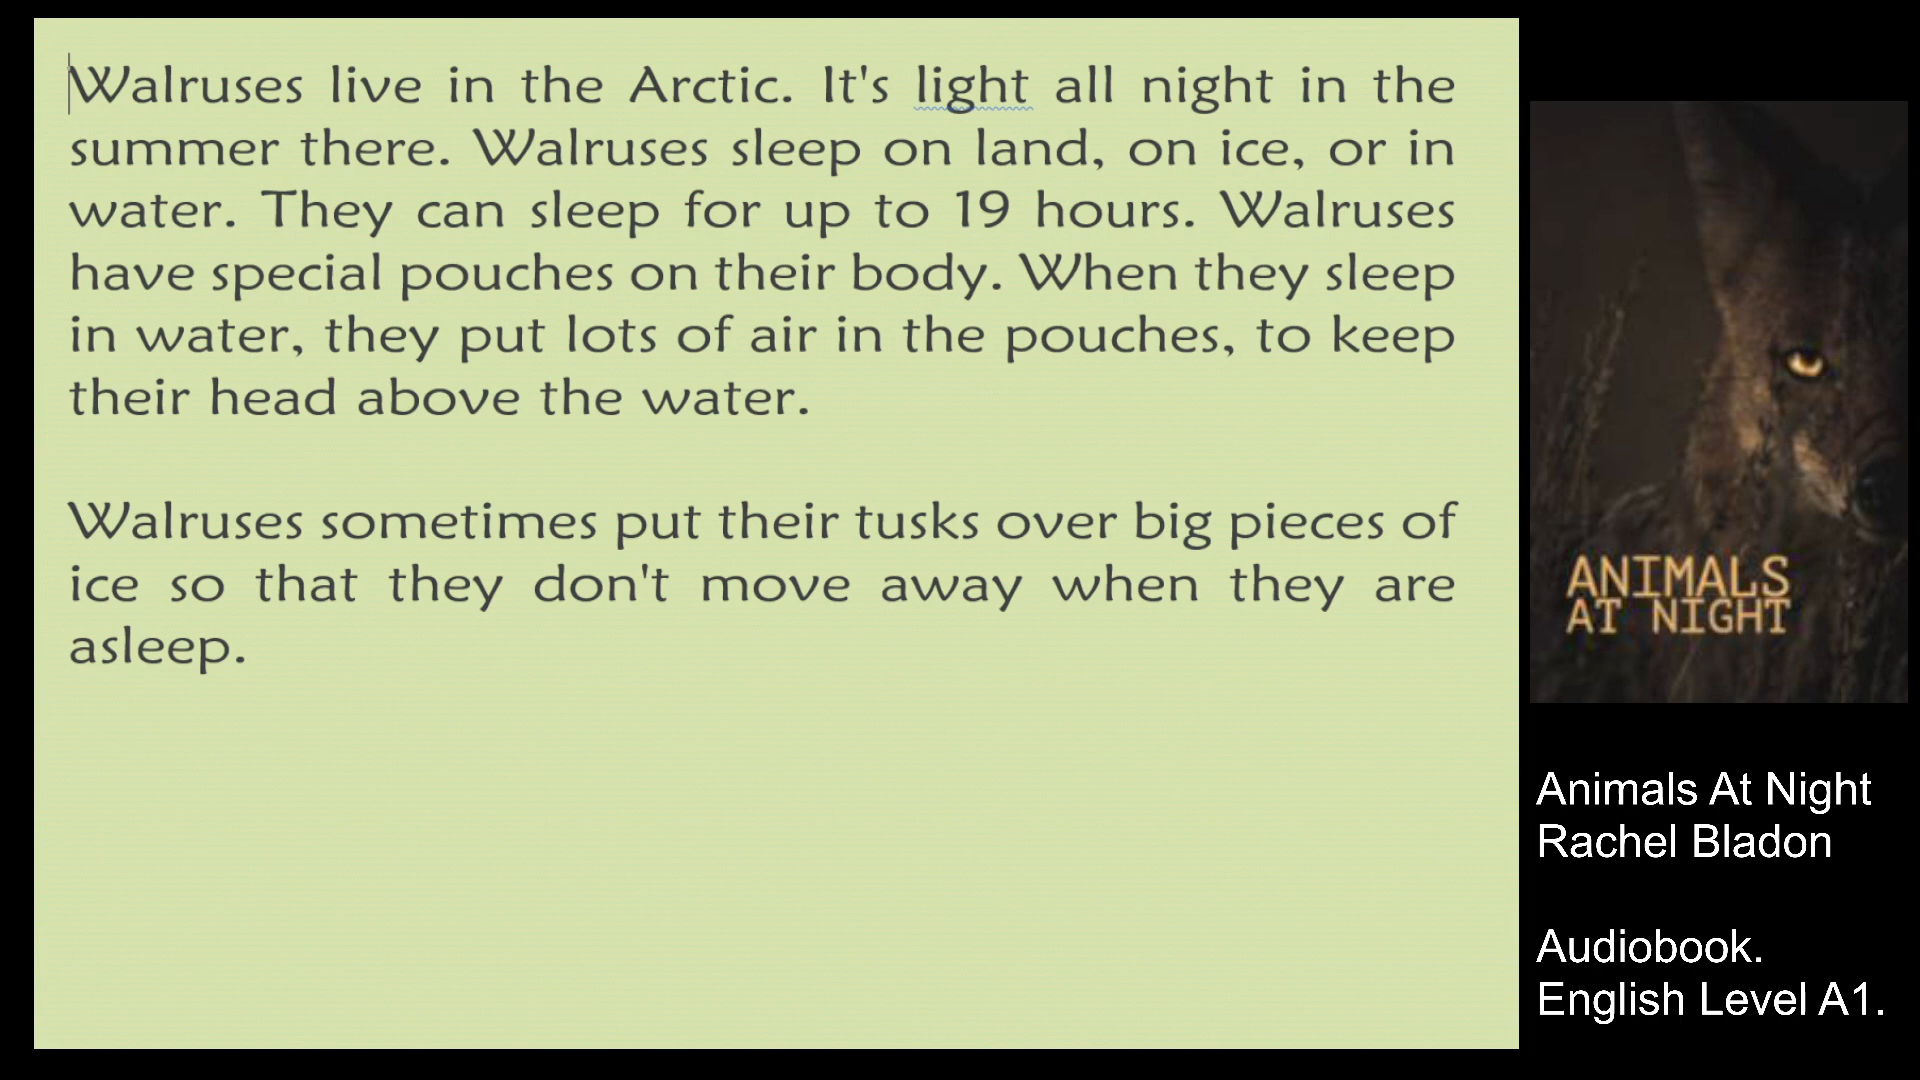 Walruses live in the Arctic. It's light all night in the
summer there. Walruses sleep on land, on ice, or in
water. They can sleep for up to 19 hours. Walruses
have special pouches on their body. When they sleep
in water, they put lots of air in the pouches, to keep
their head above the water.
Walruses sometimes put their tusks over big pieces of
ice so that they don't move away when they are
asleep.
ANIMALS
AT NIGHT
Animals At Night
Rachel Bladon
Audiobook.
English Level A1.